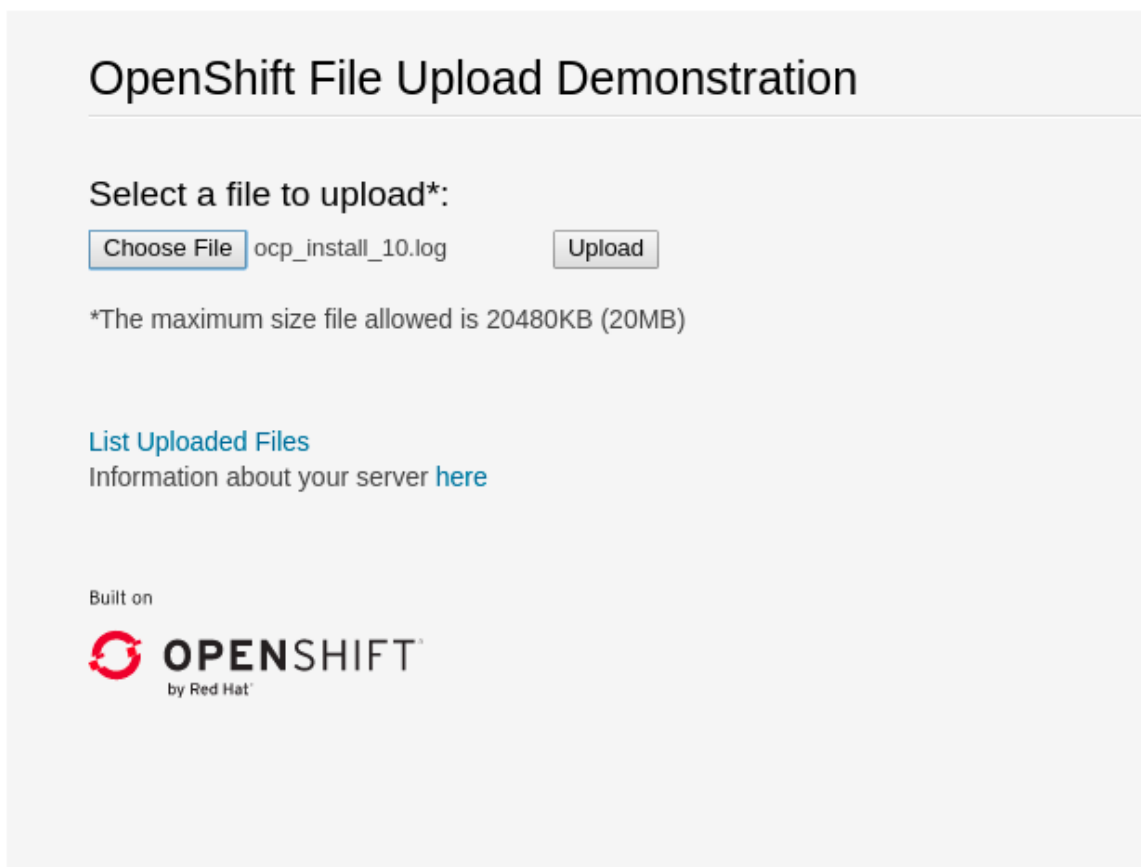 OpenShift File Upload Demonstration
Select a file to upload*:
Choose File ocp_install_10.log Upload
*The maximum size file allowed is 20480KB (20MB)
List Uploaded Files
Information about your server here
Built on
OPENSHIFT
by Red Hat